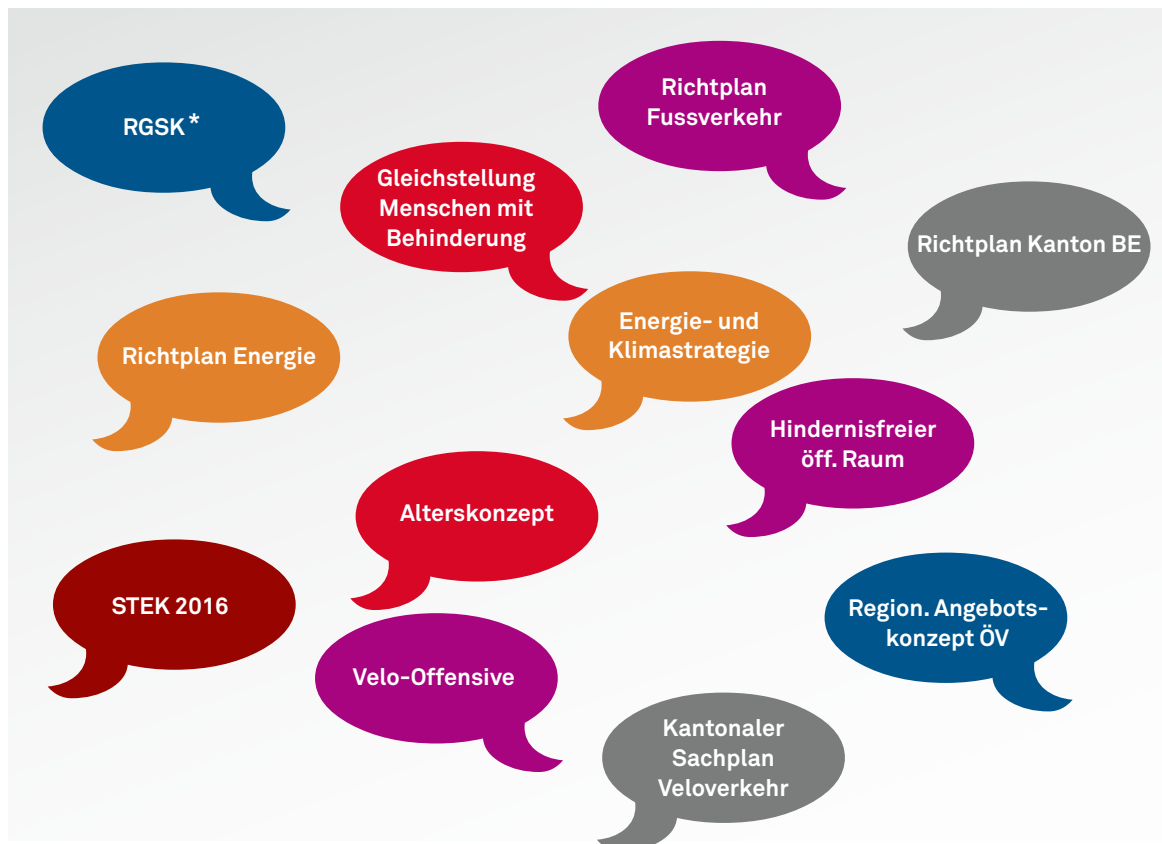 RGSK *
Richtplan
Fussverkehr
Gleichstellung
Menschen mit
Behinderung
Richtplan Kanton BE
Richtplan Energie
Energie- und
Klimastrategie
Hindernisfreier
öff. Raum
Alterskonzept
STEK 2016
Region. Angebots-
konzept ÖV
Velo-Offensive
Kantonaler
Sachplan
Veloverkehr